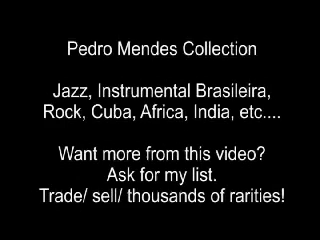 Pedro Mendes Collection
Jazz, Instrumental Brasileira,
Rock, Cuba, Africa, India, etc....
Want more from this video?
Ask for my list.
Trade/ sell/ thousands of rarities!